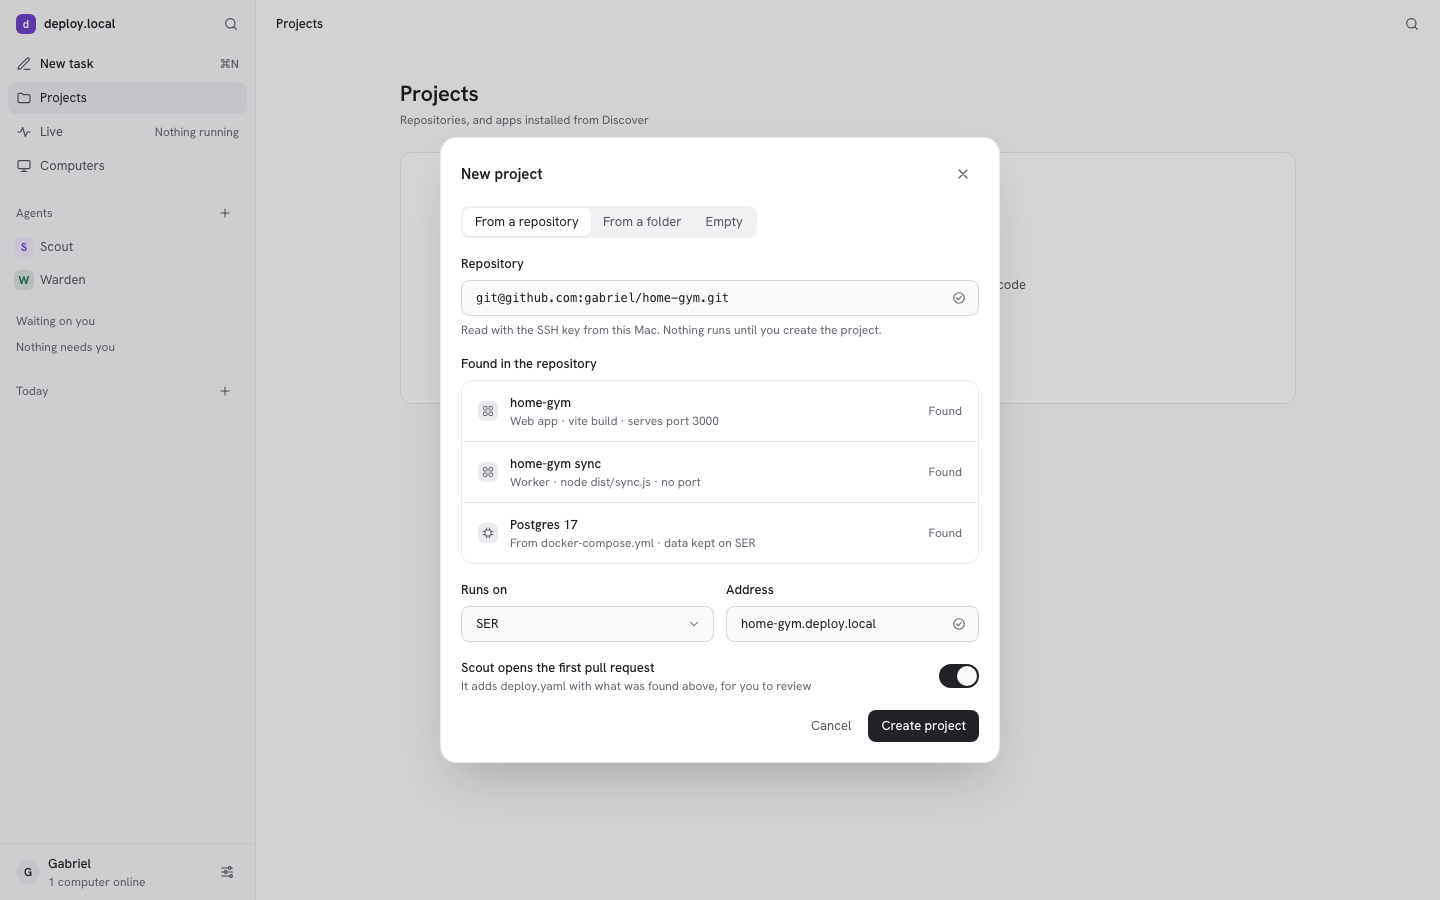 d deploy.local
New task ⌘N
Projects
Live Nothing running
Computers
Agents
S Scout
W Warden
Waiting on you
Nothing needs you
Today
G Gabriel
1 computer online
Projects
Projects
Repositories, and apps installed from Discover
code
New project
From a repository From a folder Empty
Repository
git@github.com:gabriel/home-gym.git
Read with the SSH key from this Mac. Nothing runs until you create the project.
Found in the repository
home-gym
Web app · vite build · serves port 3000
Found
home-gym sync
Worker · node dist/sync.js · no port
Found
Postgres 17
From docker-compose.yml · data kept on SER
Found
Runs on Address
SER home-gym.deploy.local
Scout opens the first pull request
It adds deploy.yaml with what was found above, for you to review
Cancel Create project